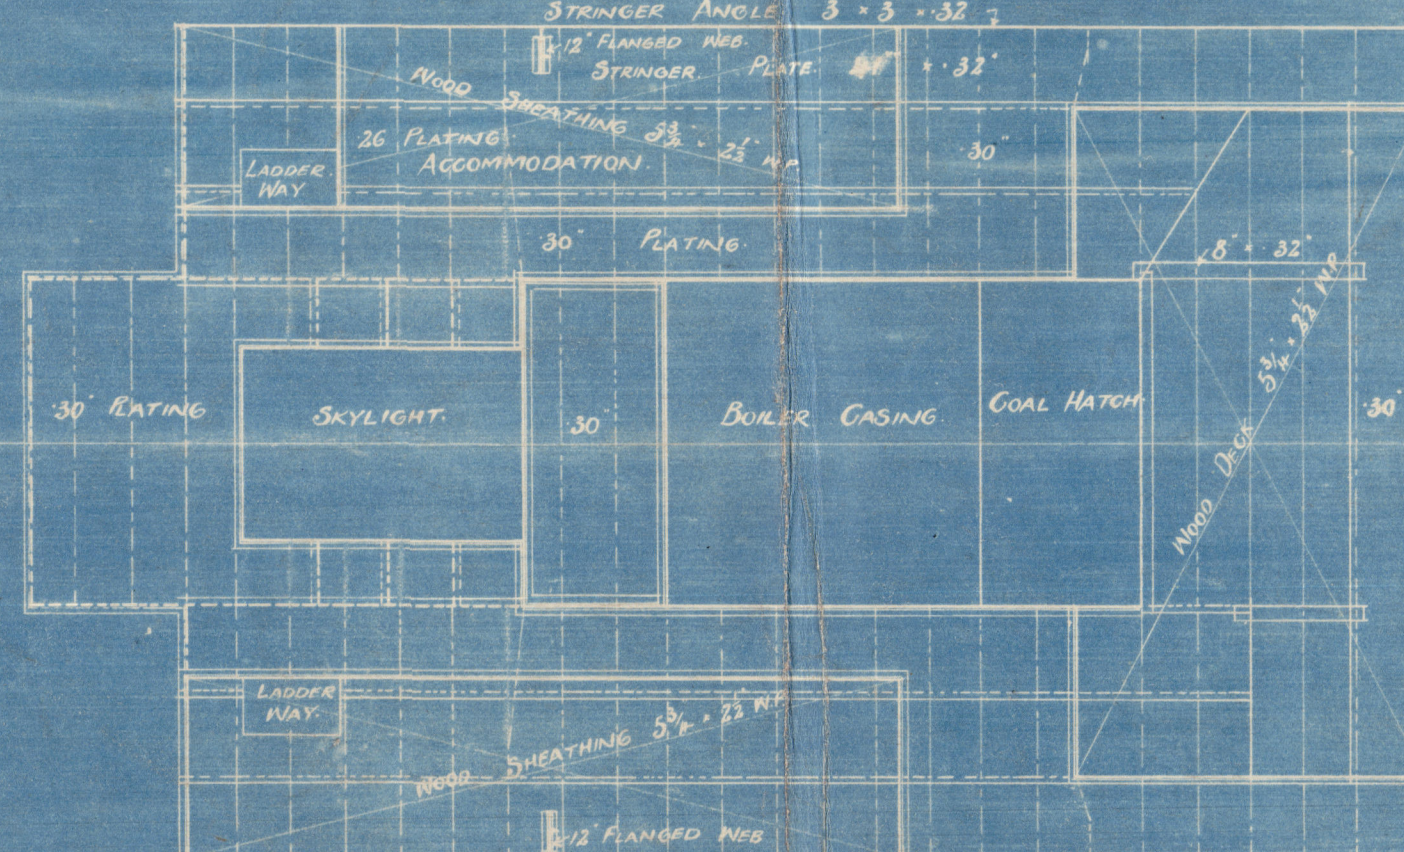 STRINGER ANGLE 3 × 3 × ·32
12" FLANGED WEB.
STRINGER. PLATE. × ·32"
WOOD SHEATHING 5¾" × 2½" W.P.
26 PLATING.
ACCOMMODATION.
·30"
LADDER.
WAY
30" PLATING.
8" × ·32"
·30" PLATING
SKYLIGHT.
·30"
BOILER CASING.
COAL HATCH.
WOOD DECK 5¾" × 2½" W.P.
·30"
LADDER
WAY.
WOOD SHEATHING 5¾ × 2½" W.P.
12" FLANGED WEB